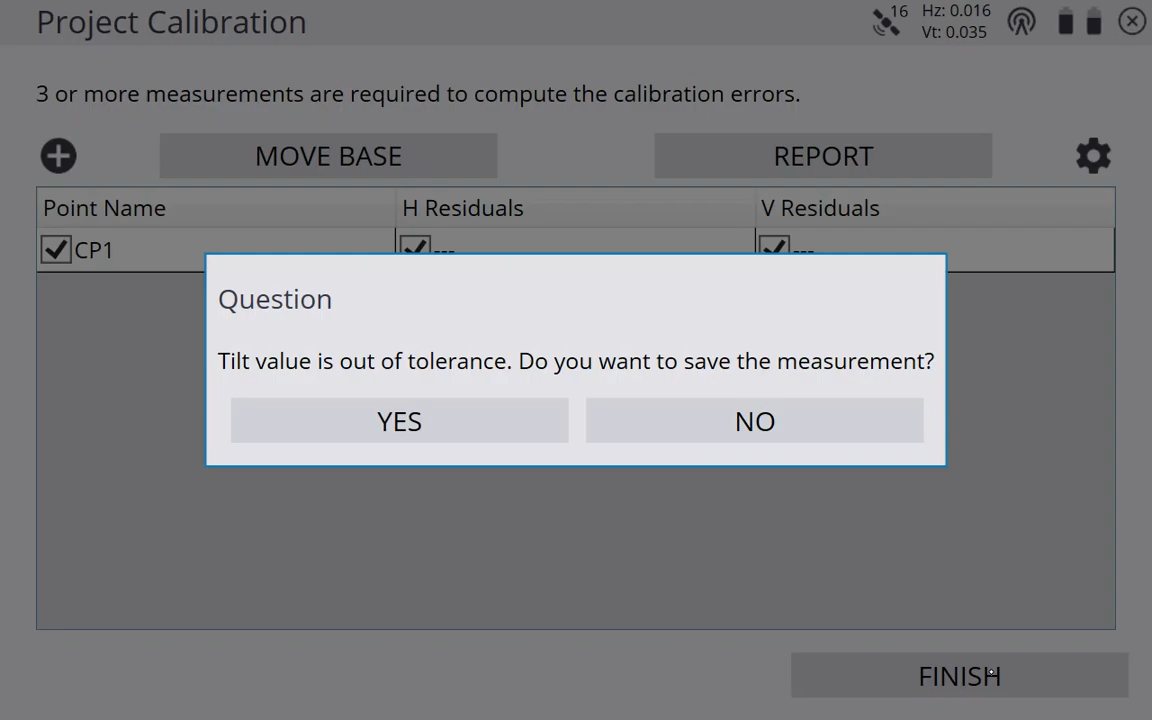 Project Calibration
16
Hz: 0.016
Vt: 0.035
3 or more measurements are required to compute the calibration errors.
MOVE BASE
REPORT
Point Name
H Residuals
V Residuals
CP1
---
---
Question
Tilt value is out of tolerance. Do you want to save the measurement?
YES
NO
FINISH